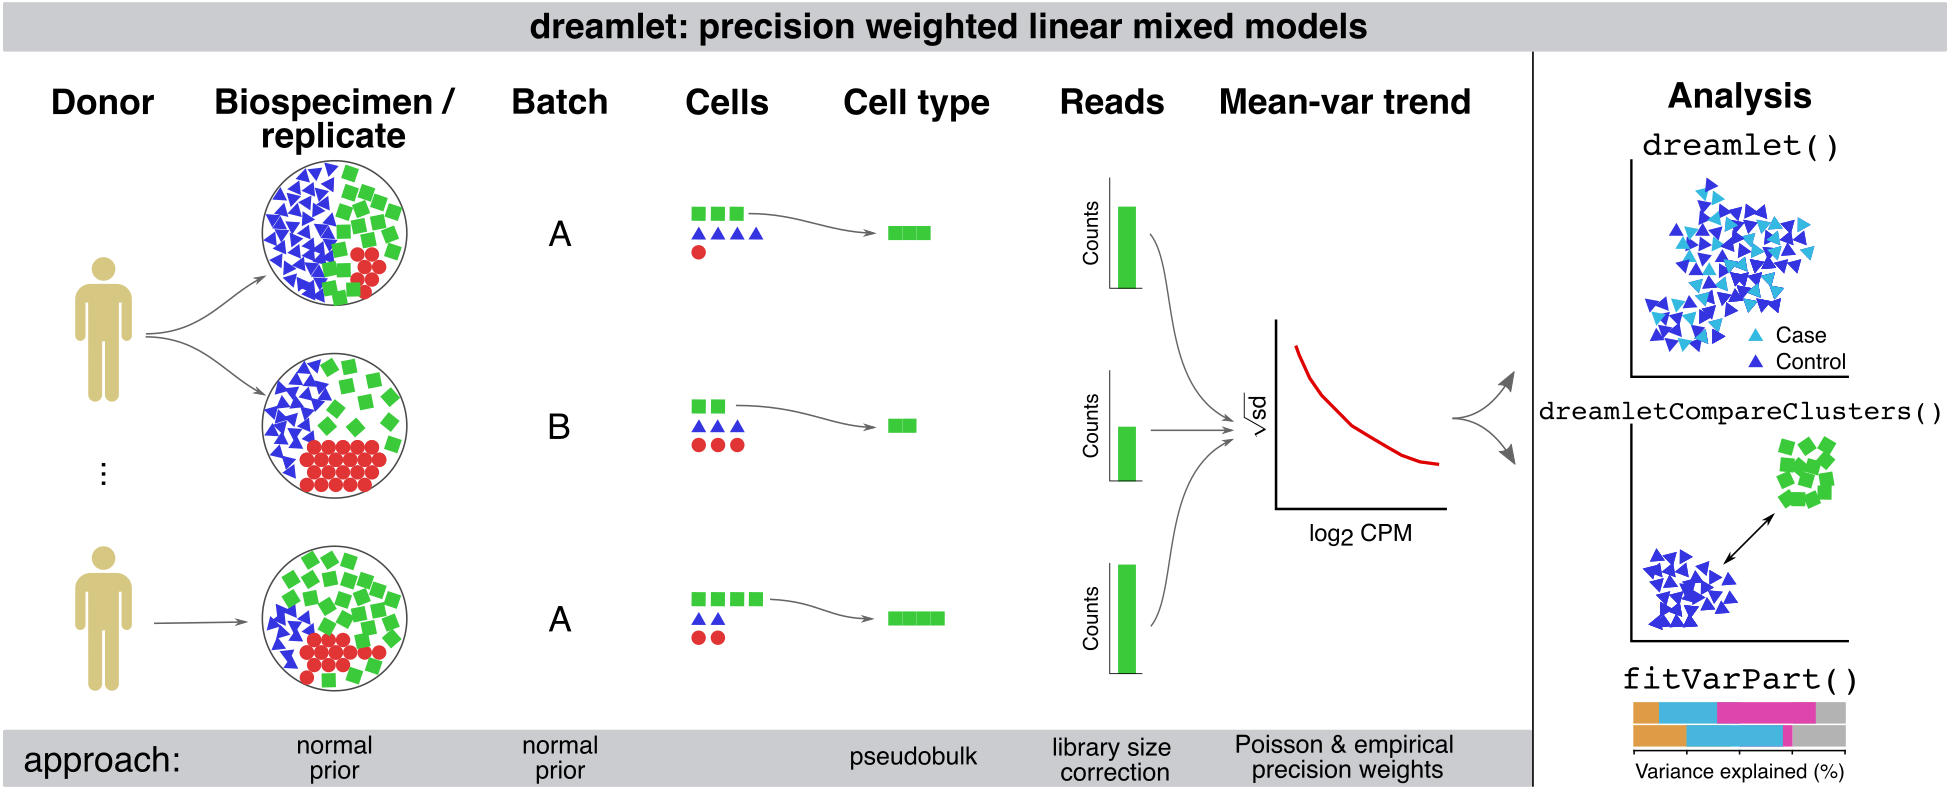 dreamlet: precision weighted linear mixed models
Donor
Biospecimen /
replicate
Batch
Cells
Cell type
Reads
Mean-var trend
Analysis
dreamlet()
A
Counts
Case
Control
B
Counts
√sd
log2 CPM
dreamletCompareClusters()
...
A
Counts
fitVarPart()
Variance explained (%)
approach:
normal
prior
normal
prior
pseudobulk
library size
correction
Poisson & empirical
precision weights